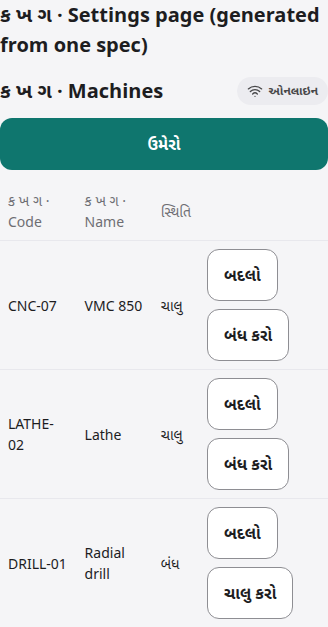 ક ખ ગ · Settings page (generated
from one spec)
ક ખ ગ · Machines
ઓનલાઇન
ઉમેરો
ક ખ ગ · Code
ક ખ ગ · Name
સ્થિતિ
CNC-07
VMC 850
ચાલુ
બદલો
બંધ કરો
LATHE-02
Lathe
ચાલુ
બદલો
બંધ કરો
DRILL-01
Radial drill
બંધ
બદલો
ચાલુ કરો